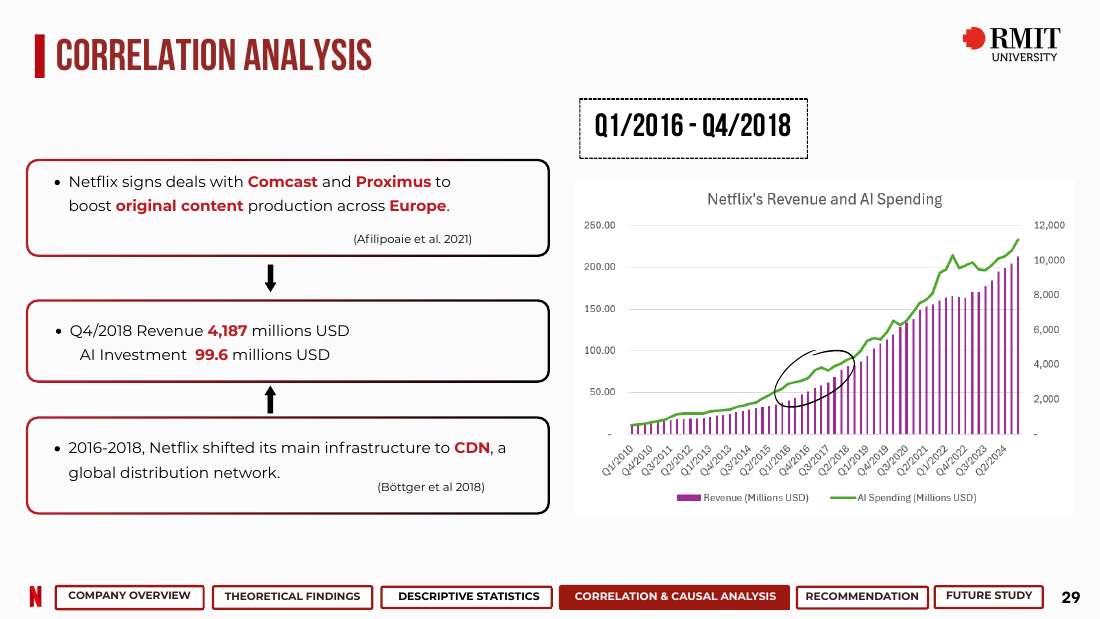 CORRELATION ANALYSIS
RMIT
UNIVERSITY
Q1/2016 - Q4/2018
• Netflix signs deals with Comcast and Proximus to
boost original content production across Europe.
(Afilipoaie et al. 2021)
• Q4/2018 Revenue 4,187 millions USD
AI Investment 99.6 millions USD
• 2016-2018, Netflix shifted its main infrastructure to CDN, a
global distribution network.
(Böttger et al 2018)
Netflix's Revenue and AI Spending
250.00
200.00
150.00
100.00
50.00
-
12,000
10,000
8,000
6,000
4,000
2,000
-
Q1/2010
Q4/2010
Q3/2011
Q2/2012
Q1/2013
Q4/2013
Q3/2014
Q2/2015
Q1/2016
Q4/2016
Q3/2017
Q2/2018
Q1/2019
Q4/2019
Q3/2020
Q2/2021
Q1/2022
Q4/2022
Q3/2023
Q2/2024
Revenue (Millions USD)
AI Spending (Millions USD)
N
COMPANY OVERVIEW
THEORETICAL FINDINGS
DESCRIPTIVE STATISTICS
CORRELATION & CAUSAL ANALYSIS
RECOMMENDATION
FUTURE STUDY
29